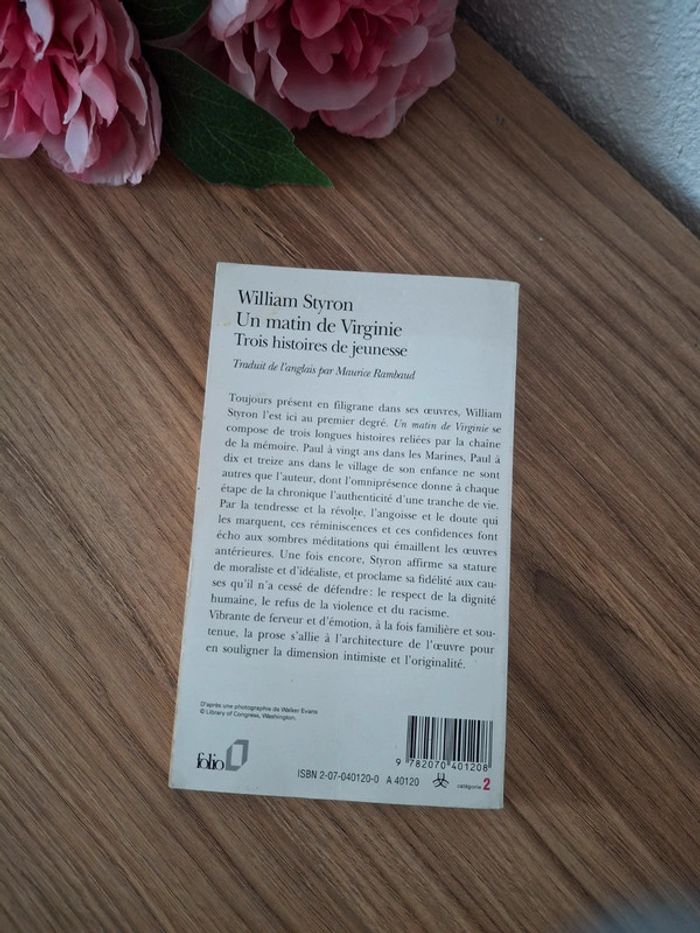 William Styron
Un matin de Virginie
Trois histoires de jeunesse
Traduit de l'anglais par Maurice Rambaud
Toujours présent en filigrane dans ses œuvres, William
Styron l'est ici au premier degré. Un matin de Virginie se
compose de trois longues histoires reliées par la chaîne
de la mémoire. Paul à vingt ans dans les Marines, Paul à
dix et treize ans dans le village de son enfance ne sont
autres que l'auteur, dont l'omniprésence donne à chaque
étape de la chronique l'authenticité d'une tranche de vie.
Par la tendresse et la révolte, l'angoisse et le doute qui
les marquent, ces réminiscences et ces confidences font
écho aux sombres méditations qui émaillent les œuvres
antérieures. Une fois encore, Styron affirme sa stature
de moraliste et d'idéaliste, et proclame sa fidélité aux cau-
ses qu'il n'a cessé de défendre : le respect de la dignité
humaine, le refus de la violence et du racisme.
Vibrante de ferveur et d'émotion, à la fois familière et sou-
tenue, la prose s'allie à l'architecture de l'œuvre pour
en souligner la dimension intimiste et l'originalité.
D'après une photographie de Walker Evans
© Library of Congress, Washington.
folio
9 782070 401208
ISBN 2-07-040120-0 A 40120
catégorie 2